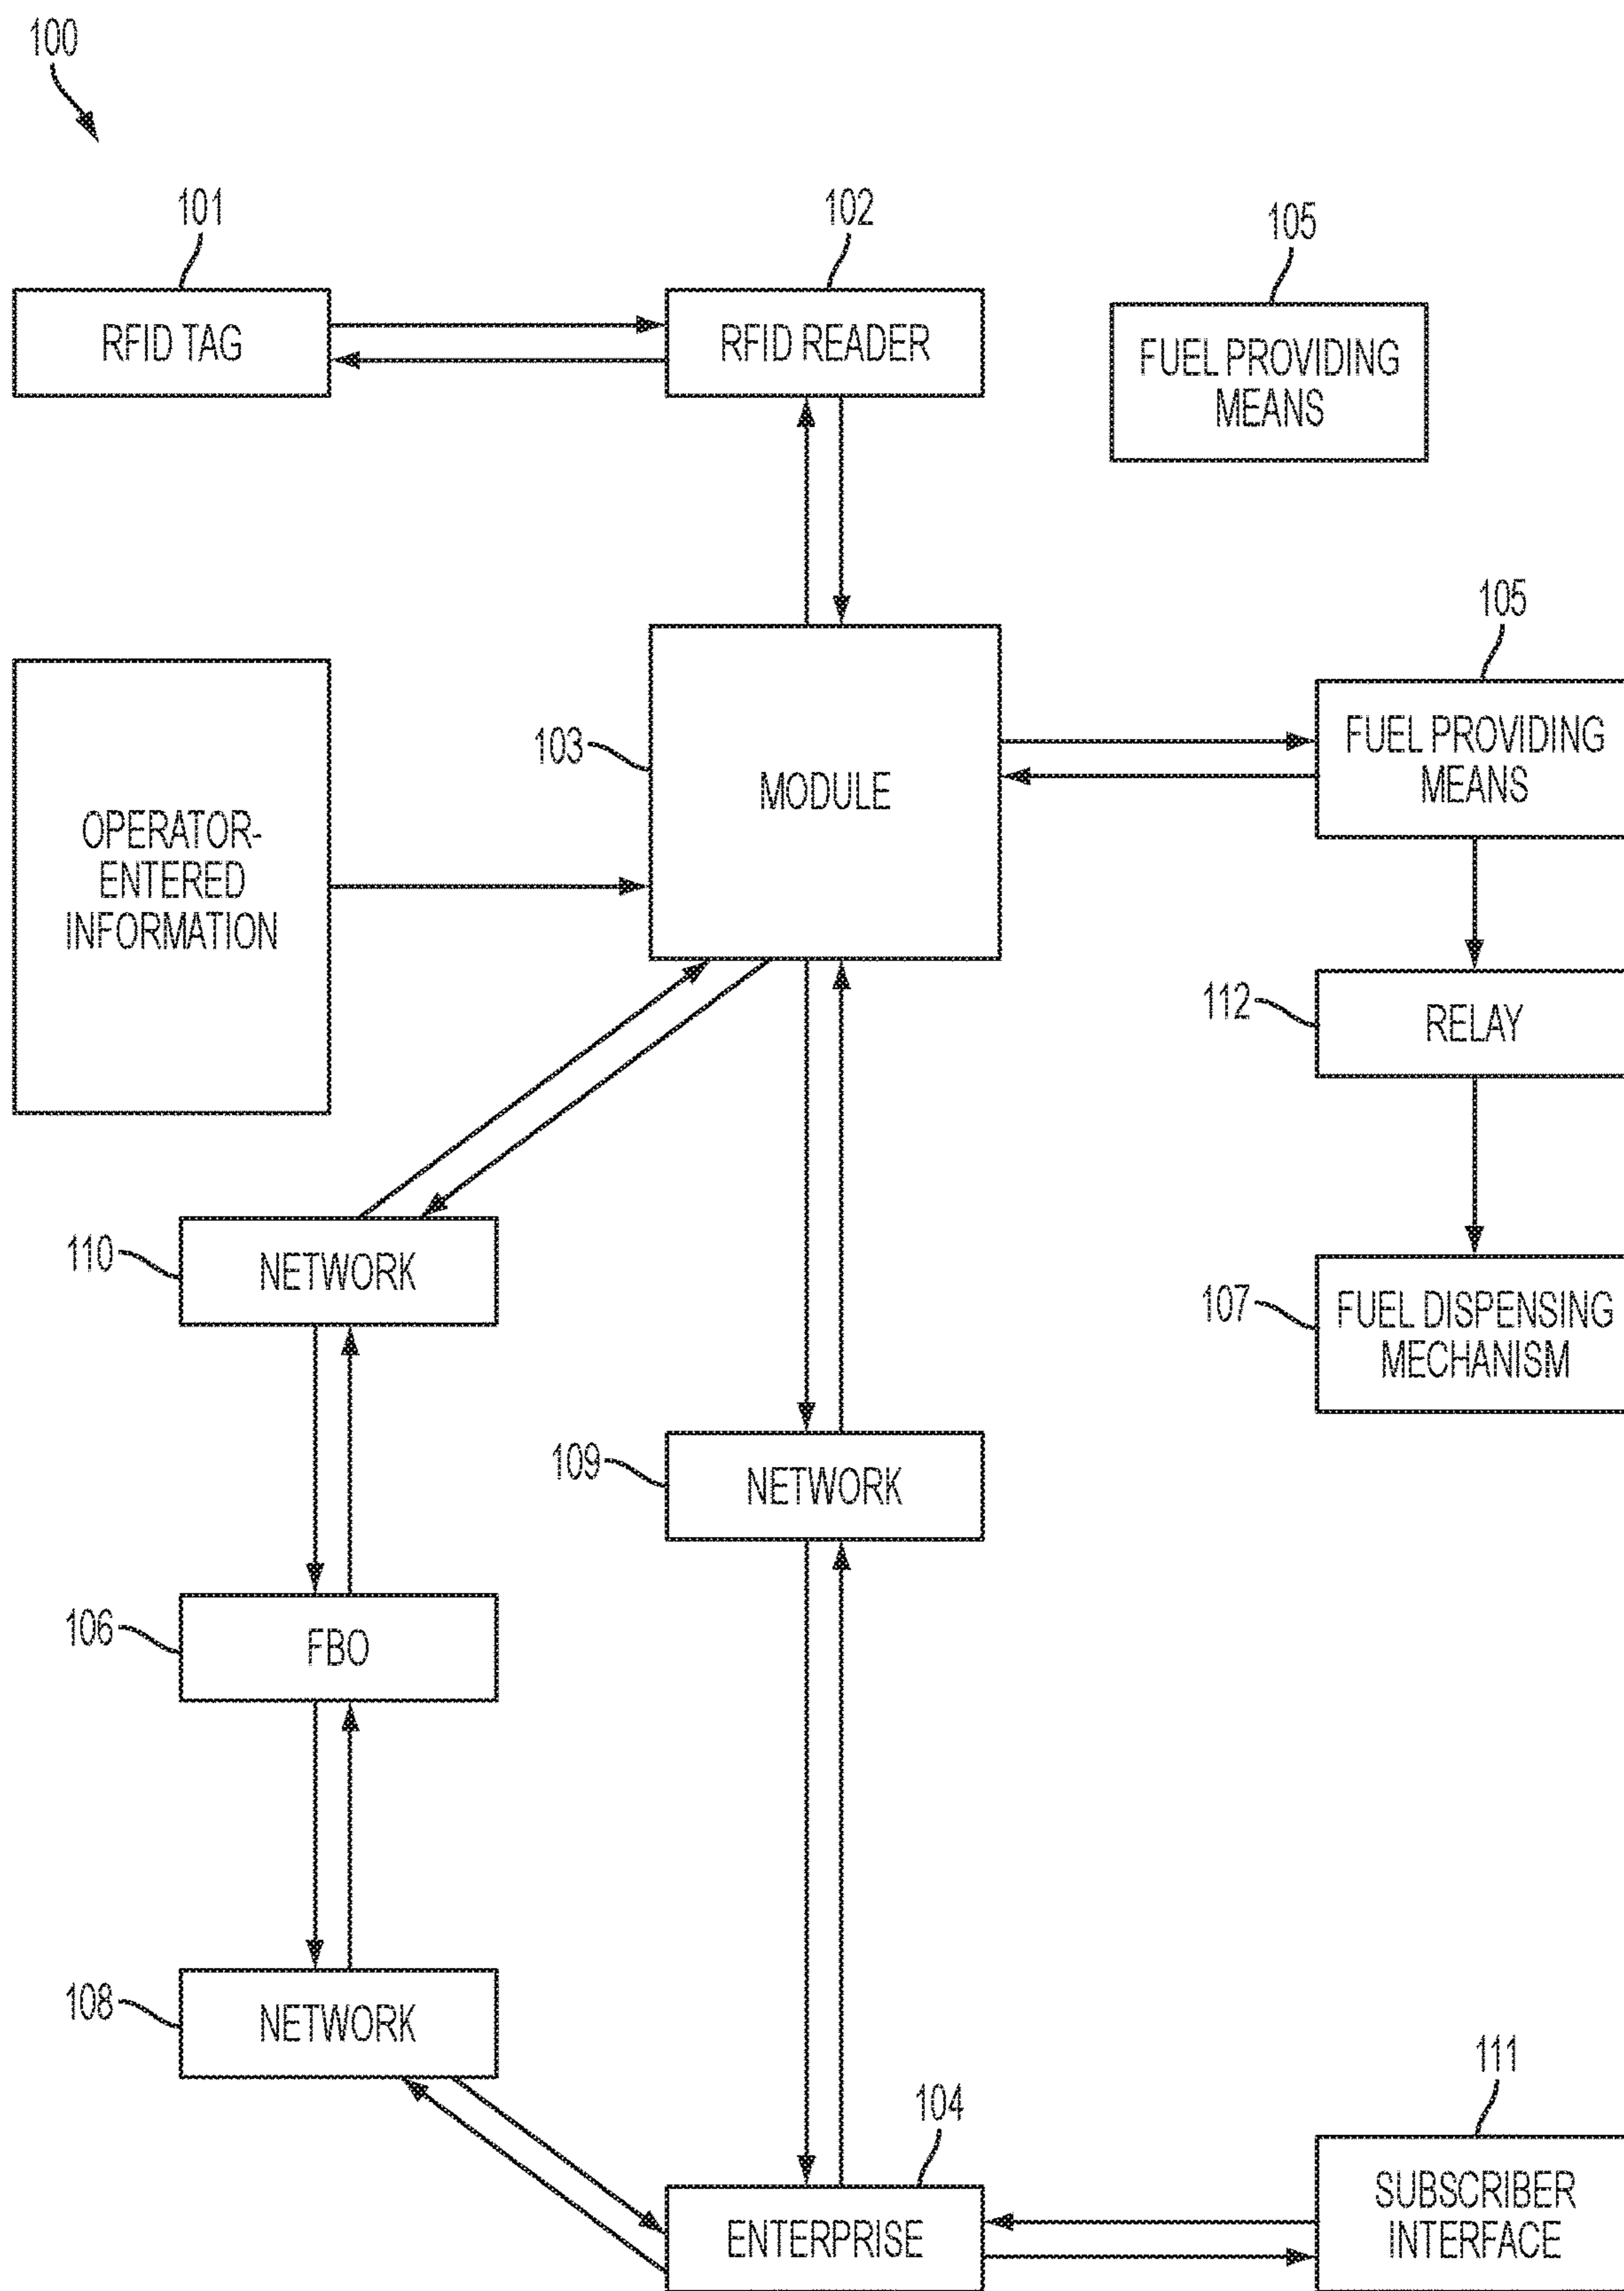 100
101
102
105
RFID TAG
RFID READER
FUEL PROVIDING
MEANS
105
103
MODULE
FUEL PROVIDING
MEANS
OPERATOR-
ENTERED
INFORMATION
112
RELAY
110
NETWORK
107
FUEL DISPENSING
MECHANISM
109
NETWORK
106
FBO
108
NETWORK
104
111
ENTERPRISE
SUBSCRIBER
INTERFACE